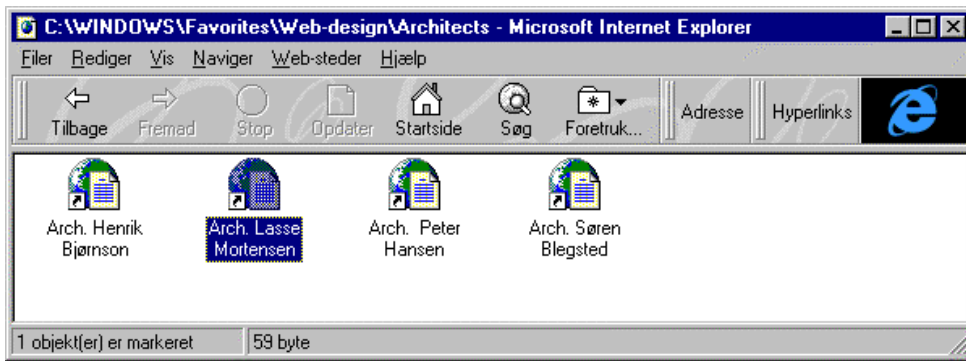 C:\WINDOWS\Favorites\Web-design\Architects - Microsoft Internet Explorer
Filer Rediger Vis Naviger Web-steder Hjælp
Tilbage Fremad Stop Opdater Startside Søg Foretruk... Adresse Hyperlinks
Arch. Henrik
Bjørnson
Arch. Lasse
Mortensen
Arch. Peter
Hansen
Arch. Søren
Blegsted
1 objekt(er) er markeret 59 byte